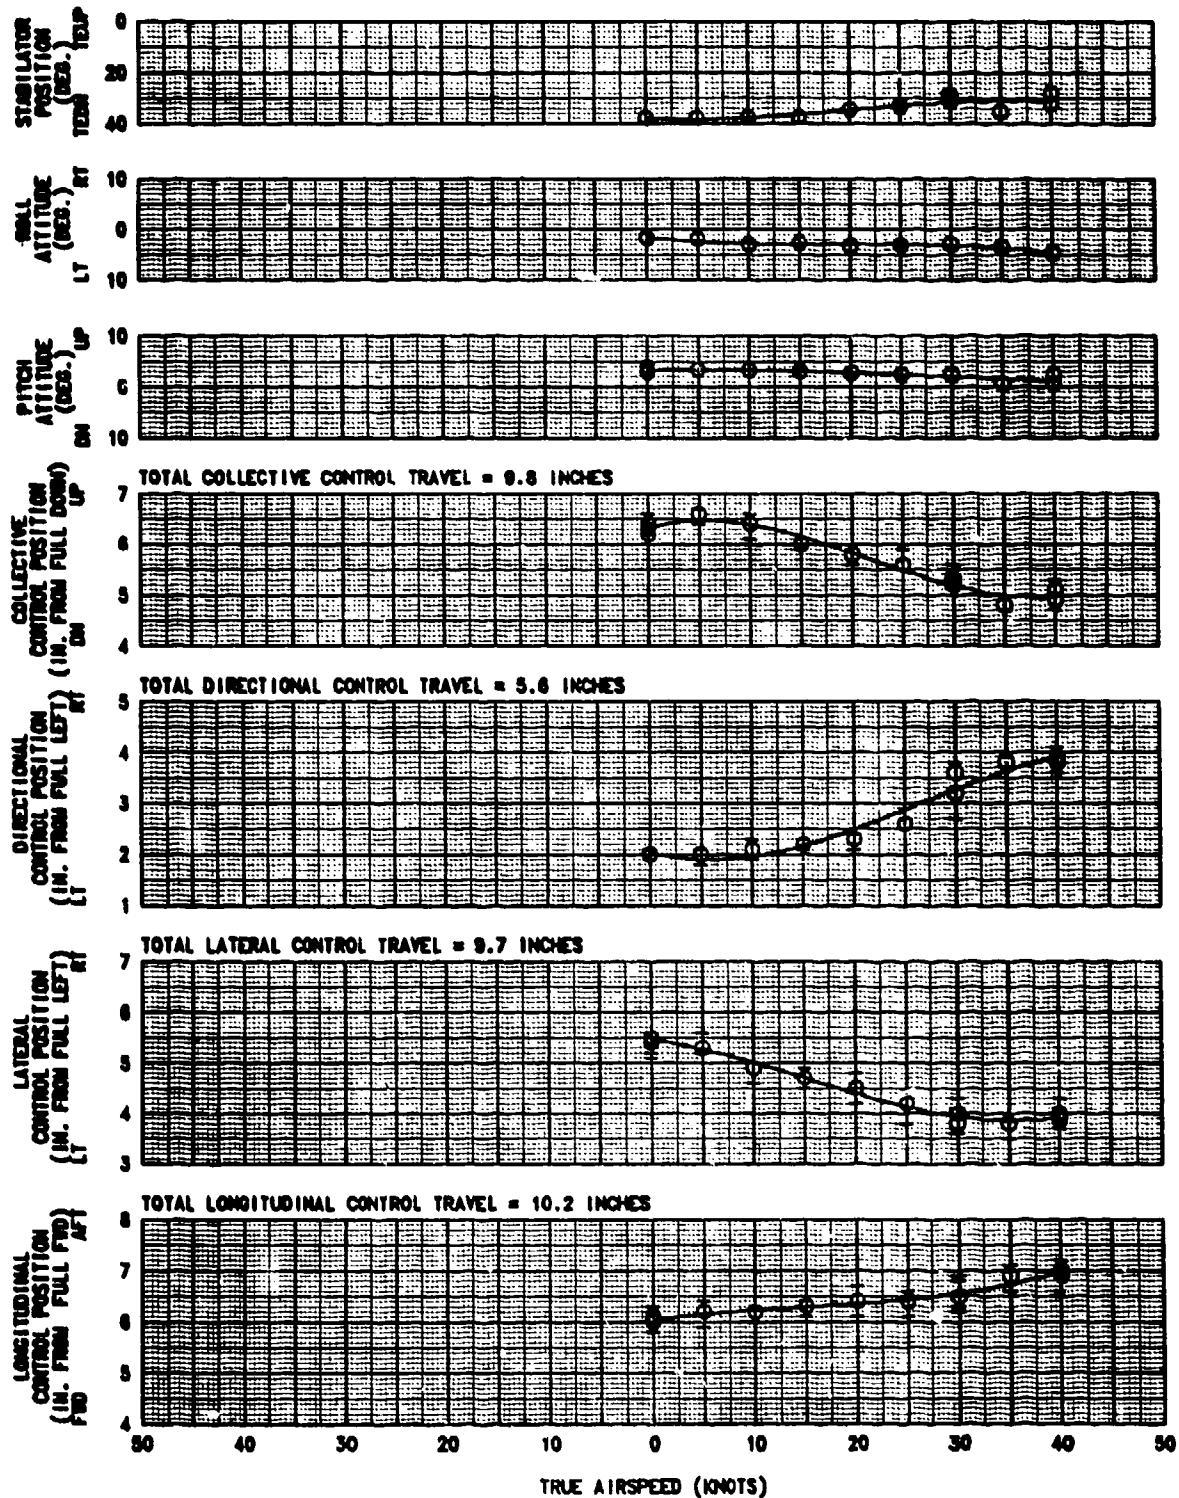 STABILATOR
POSITION
(DEG.)
TEDN TEUP
0
20
40
ROLL
ATTITUDE
(DEG.)
LT RT
10
0
10
PITCH
ATTITUDE
(DEG.)
DN UP
10
10
TOTAL COLLECTIVE CONTROL TRAVEL = 9.8 INCHES
COLLECTIVE
CONTROL POSITION
(IN. FROM FULL DOWN)
DN UP
7
6
5
4
TOTAL DIRECTIONAL CONTROL TRAVEL = 5.6 INCHES
DIRECTIONAL
CONTROL POSITION
(IN. FROM FULL LEFT)
LT RT
5
4
3
2
1
TOTAL LATERAL CONTROL TRAVEL = 9.7 INCHES
LATERAL
CONTROL POSITION
(IN. FROM FULL LEFT)
LT RT
7
6
5
4
3
TOTAL LONGITUDINAL CONTROL TRAVEL = 10.2 INCHES
LONGITUDINAL
CONTROL POSITION
(IN. FROM FULL FWD)
FWD AFT
8
7
6
5
4
50 40 30 20 10 0 10 20 30 40 50
TRUE AIRSPEED (KNOTS)